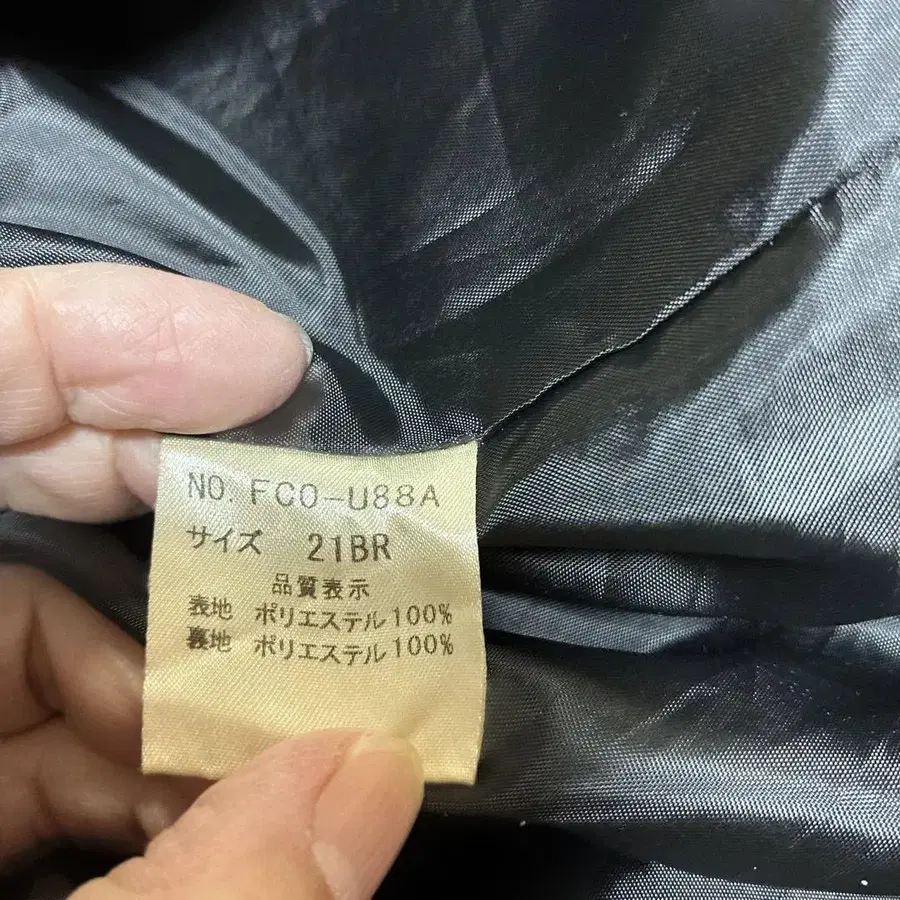 NO. FCO-U88A
サイズ 21BR
品質表示
表地 ポリエステル100%
裏地 ポリエステル100%